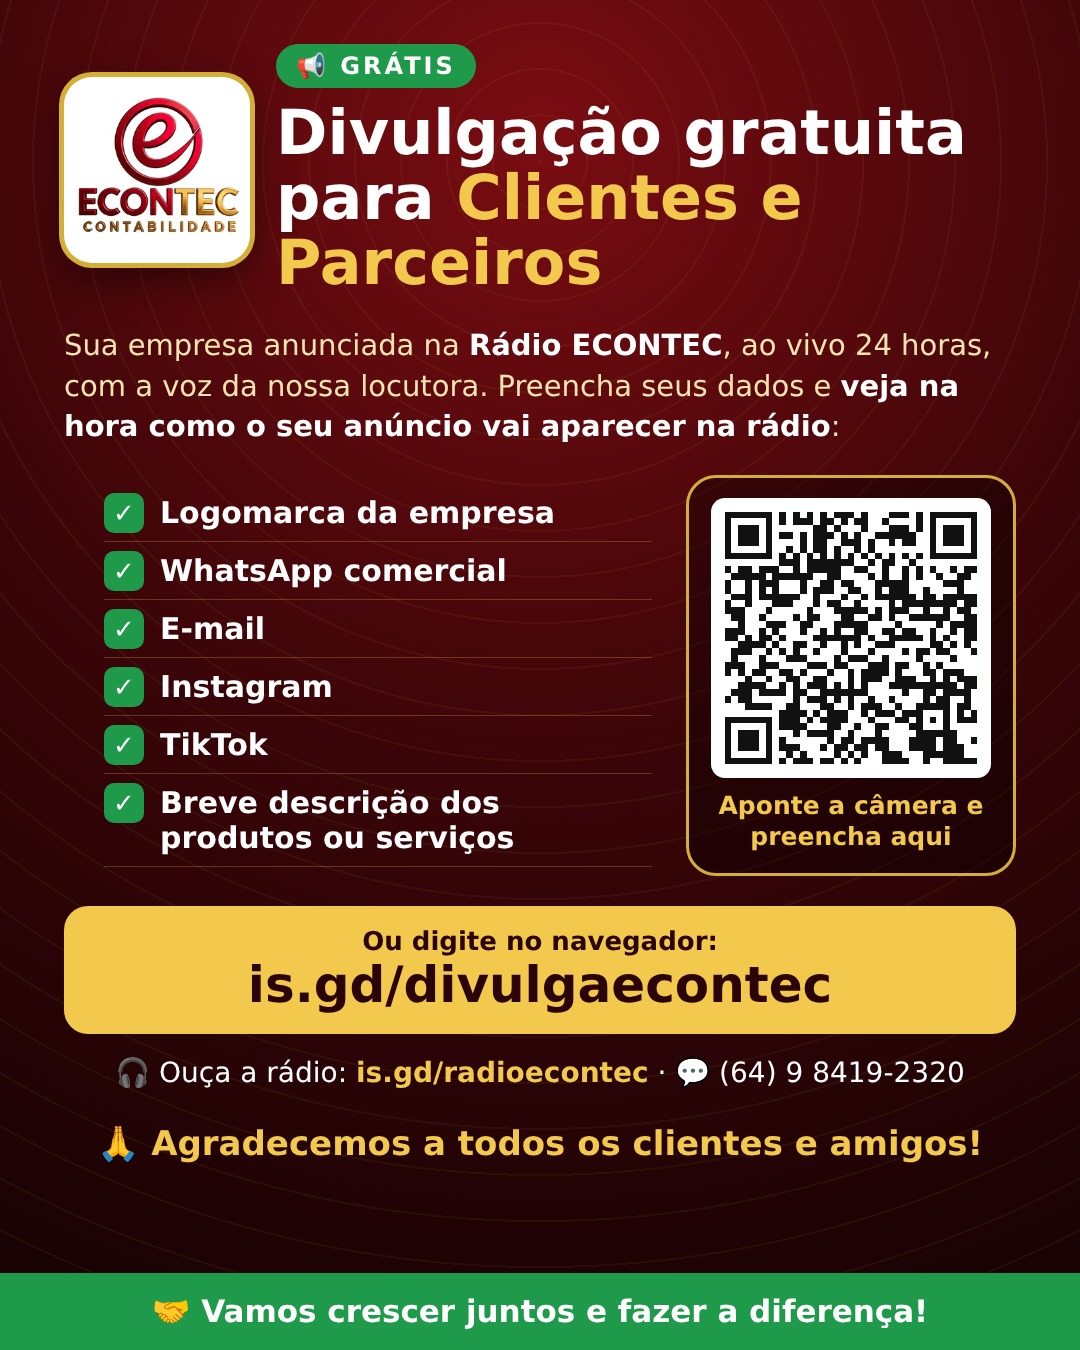 📢 GRÁTIS
ECONTEC
CONTABILIDADE
Divulgação gratuita
para Clientes e
Parceiros
Sua empresa anunciada na Rádio ECONTEC, ao vivo 24 horas,
com a voz da nossa locutora. Preencha seus dados e veja na
hora como o seu anúncio vai aparecer na rádio:
✓ Logomarca da empresa
✓ WhatsApp comercial
✓ E-mail
✓ Instagram
✓ TikTok
✓ Breve descrição dos
produtos ou serviços
Aponte a câmera e
preencha aqui
Ou digite no navegador:
is.gd/divulgaecontec
🎧 Ouça a rádio: is.gd/radioecontec · 💬 (64) 9 8419-2320
🙏 Agradecemos a todos os clientes e amigos!
🤝 Vamos crescer juntos e fazer a diferença!